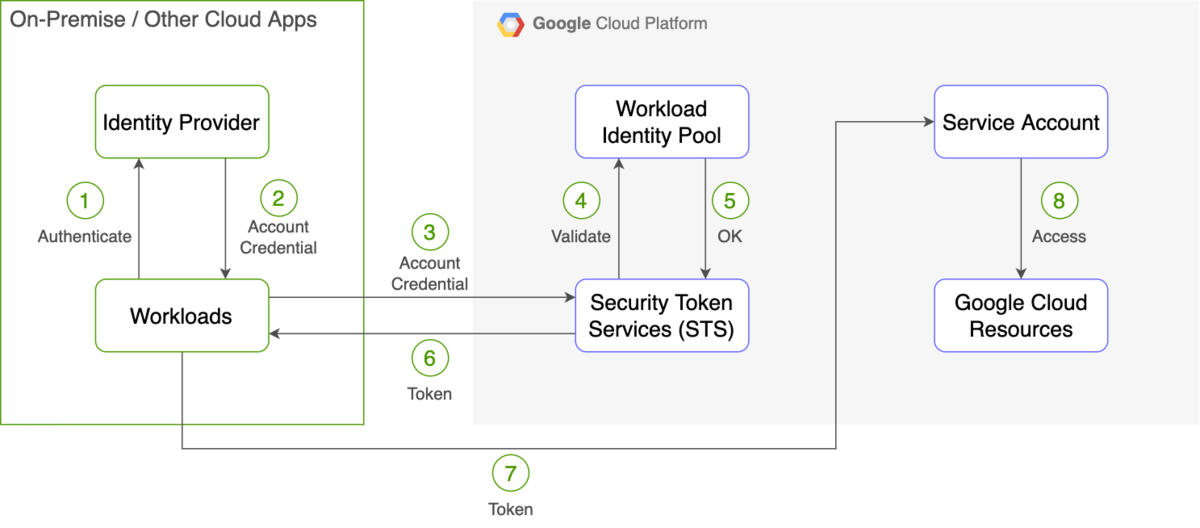 On-Premise / Other Cloud Apps
Google Cloud Platform
Identity Provider
Workload
Identity Pool
Service Account
1
Authenticate
2
Account
Credential
3
Account
Credential
4
Validate
5
OK
8
Access
Workloads
Security Token
Services (STS)
Google Cloud
Resources
6
Token
7
Token